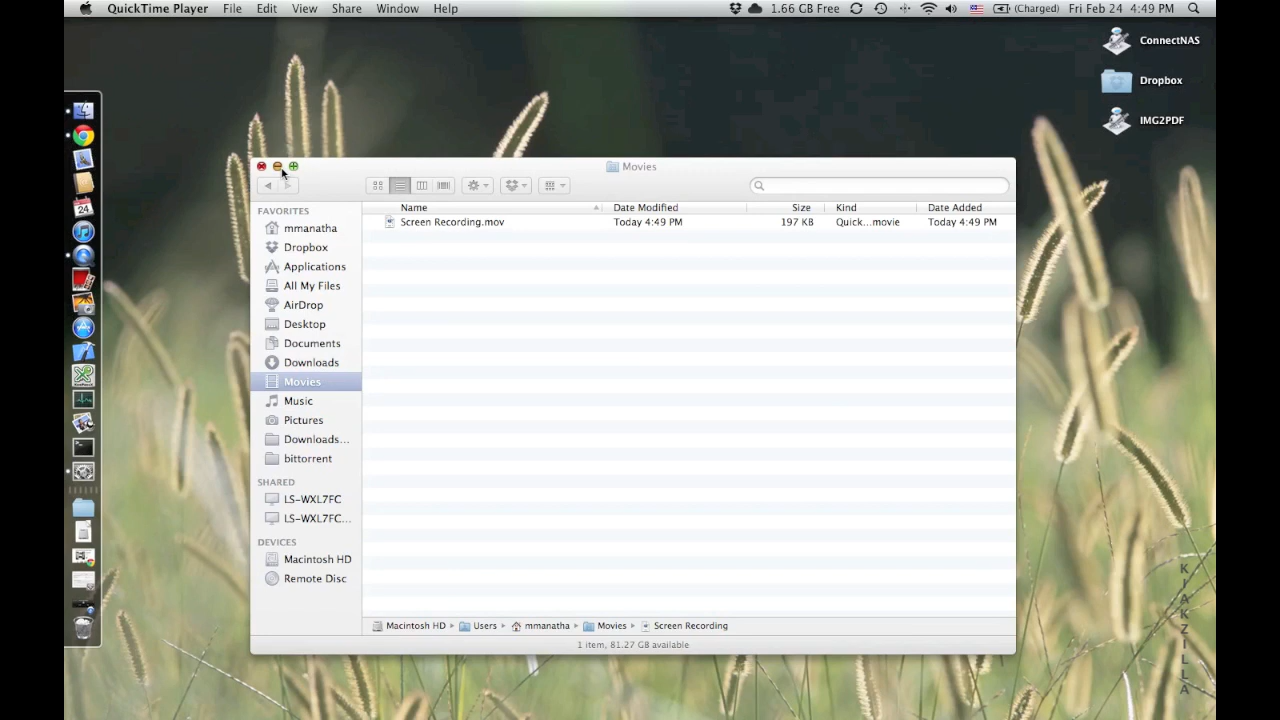 QuickTime Player File Edit View Share Window Help 1.66 GB Free (Charged) Fri Feb 24 4:49 PM
ConnectNAS
Dropbox
IMG2PDF
24
Movies
Name Date Modified Size Kind Date Added
Screen Recording.mov Today 4:49 PM 197 KB Quick...movie Today 4:49 PM
FAVORITES
mmanatha
Dropbox
Applications
All My Files
AirDrop
Desktop
Documents
Downloads
Movies
Music
Pictures
Downloads...
bittorrent
SHARED
LS-WXL7FC
LS-WXL7FC...
DEVICES
Macintosh HD
Remote Disc
Macintosh HD ▸ Users ▸ mmanatha ▸ Movies ▸ Screen Recording
1 item, 81.27 GB available
KIAKZILLA